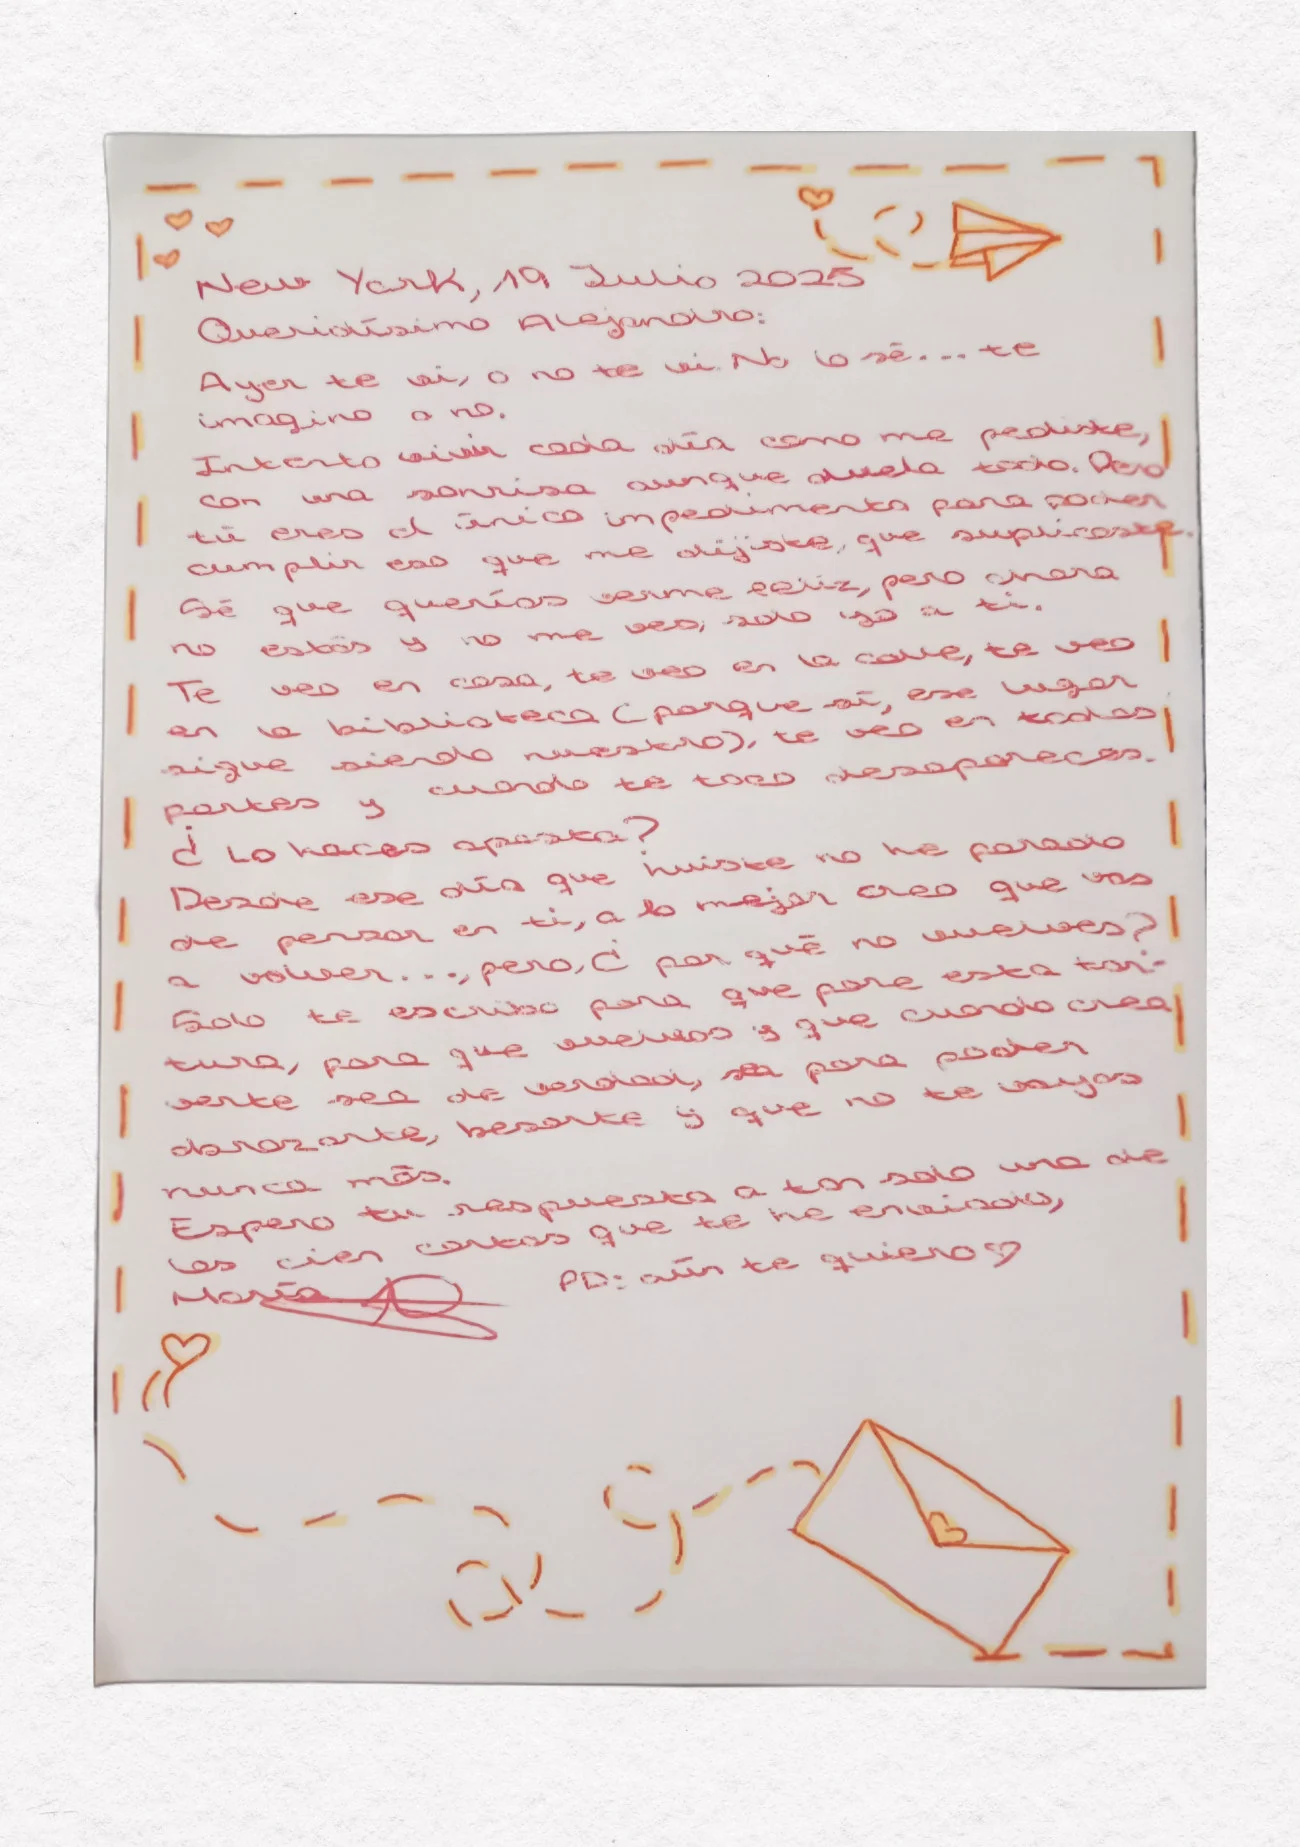 New York, 19 Julio 2025
Queridísimo Alejandro:
Ayer te vi, o no te vi. No lo sé... te
imagino o no.
Intento vivir cada día como me pediste,
con una sonrisa aunque duela todo. Pero
tú eres el único impedimento para poder
cumplir eso que me dijiste, que suplicaste.
Sé que querías verme feliz, pero ahora
no estás y no me ves, solo yo a ti.
Te veo en casa, te veo en la calle, te veo
en la biblioteca (porque sí, ese lugar
sigue siendo nuestro), te veo en todas
partes y cuando te toco desapareces.
¿Lo haces aposta?
Desde ese día que huiste no he parado
de pensar en ti, a lo mejor creo que vas
a volver..., pero, ¿por qué no vuelves?
Solo te escribo para que pare esta tor-
tura, para que vuelvas y que cuando crea
verte sea de verdad, sea para poder
abrazarte, besarte y que no te vayas
nunca más.
Espero tu respuesta a tan solo una de
las cien cartas que te he enviado,
María PD: aún te quiero♡